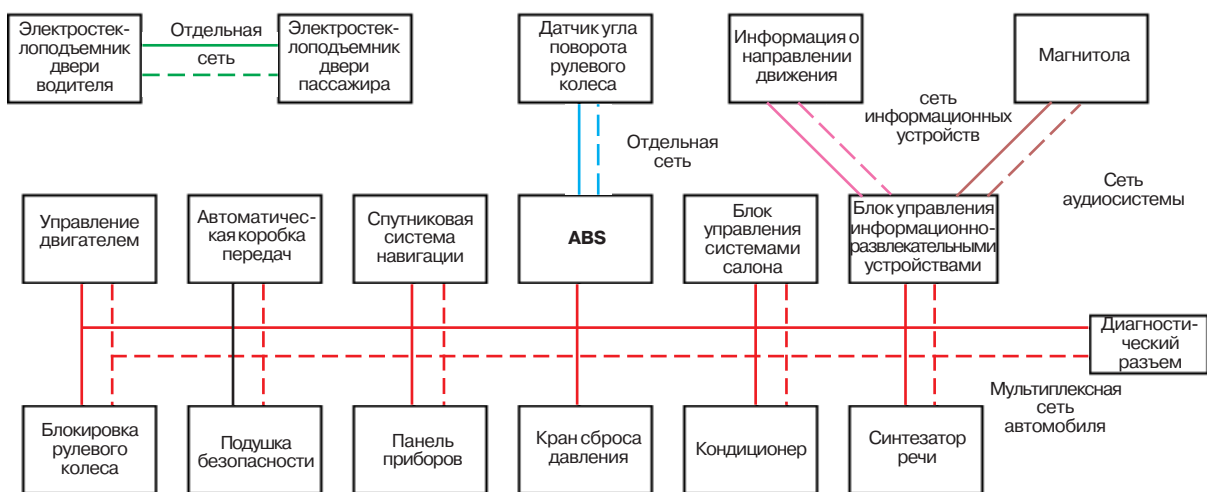 Электростек-
лоподъемник
двери
водителя
Отдельная
сеть
Электростек-
лоподъемник
двери
пассажира
Датчик угла
поворота
рулевого
колеса
Информация о
направлении
движения
Магнитола
сеть
информационных
устройств
Отдельная
сеть
Сеть
аудиосистемы
Управление
двигателем
Автоматичес-
кая коробка
передач
Спутниковая
система
навигации
ABS
Блок
управления
системами
салона
Блок управления
информационно-
развлекательными
устройствами
Диагности-
ческий
разъем
Мультиплексная
сеть
автомобиля
Блокировка
рулевого
колеса
Подушка
безопасности
Панель
приборов
Кран сброса
давления
Кондиционер
Синтезатор
речи